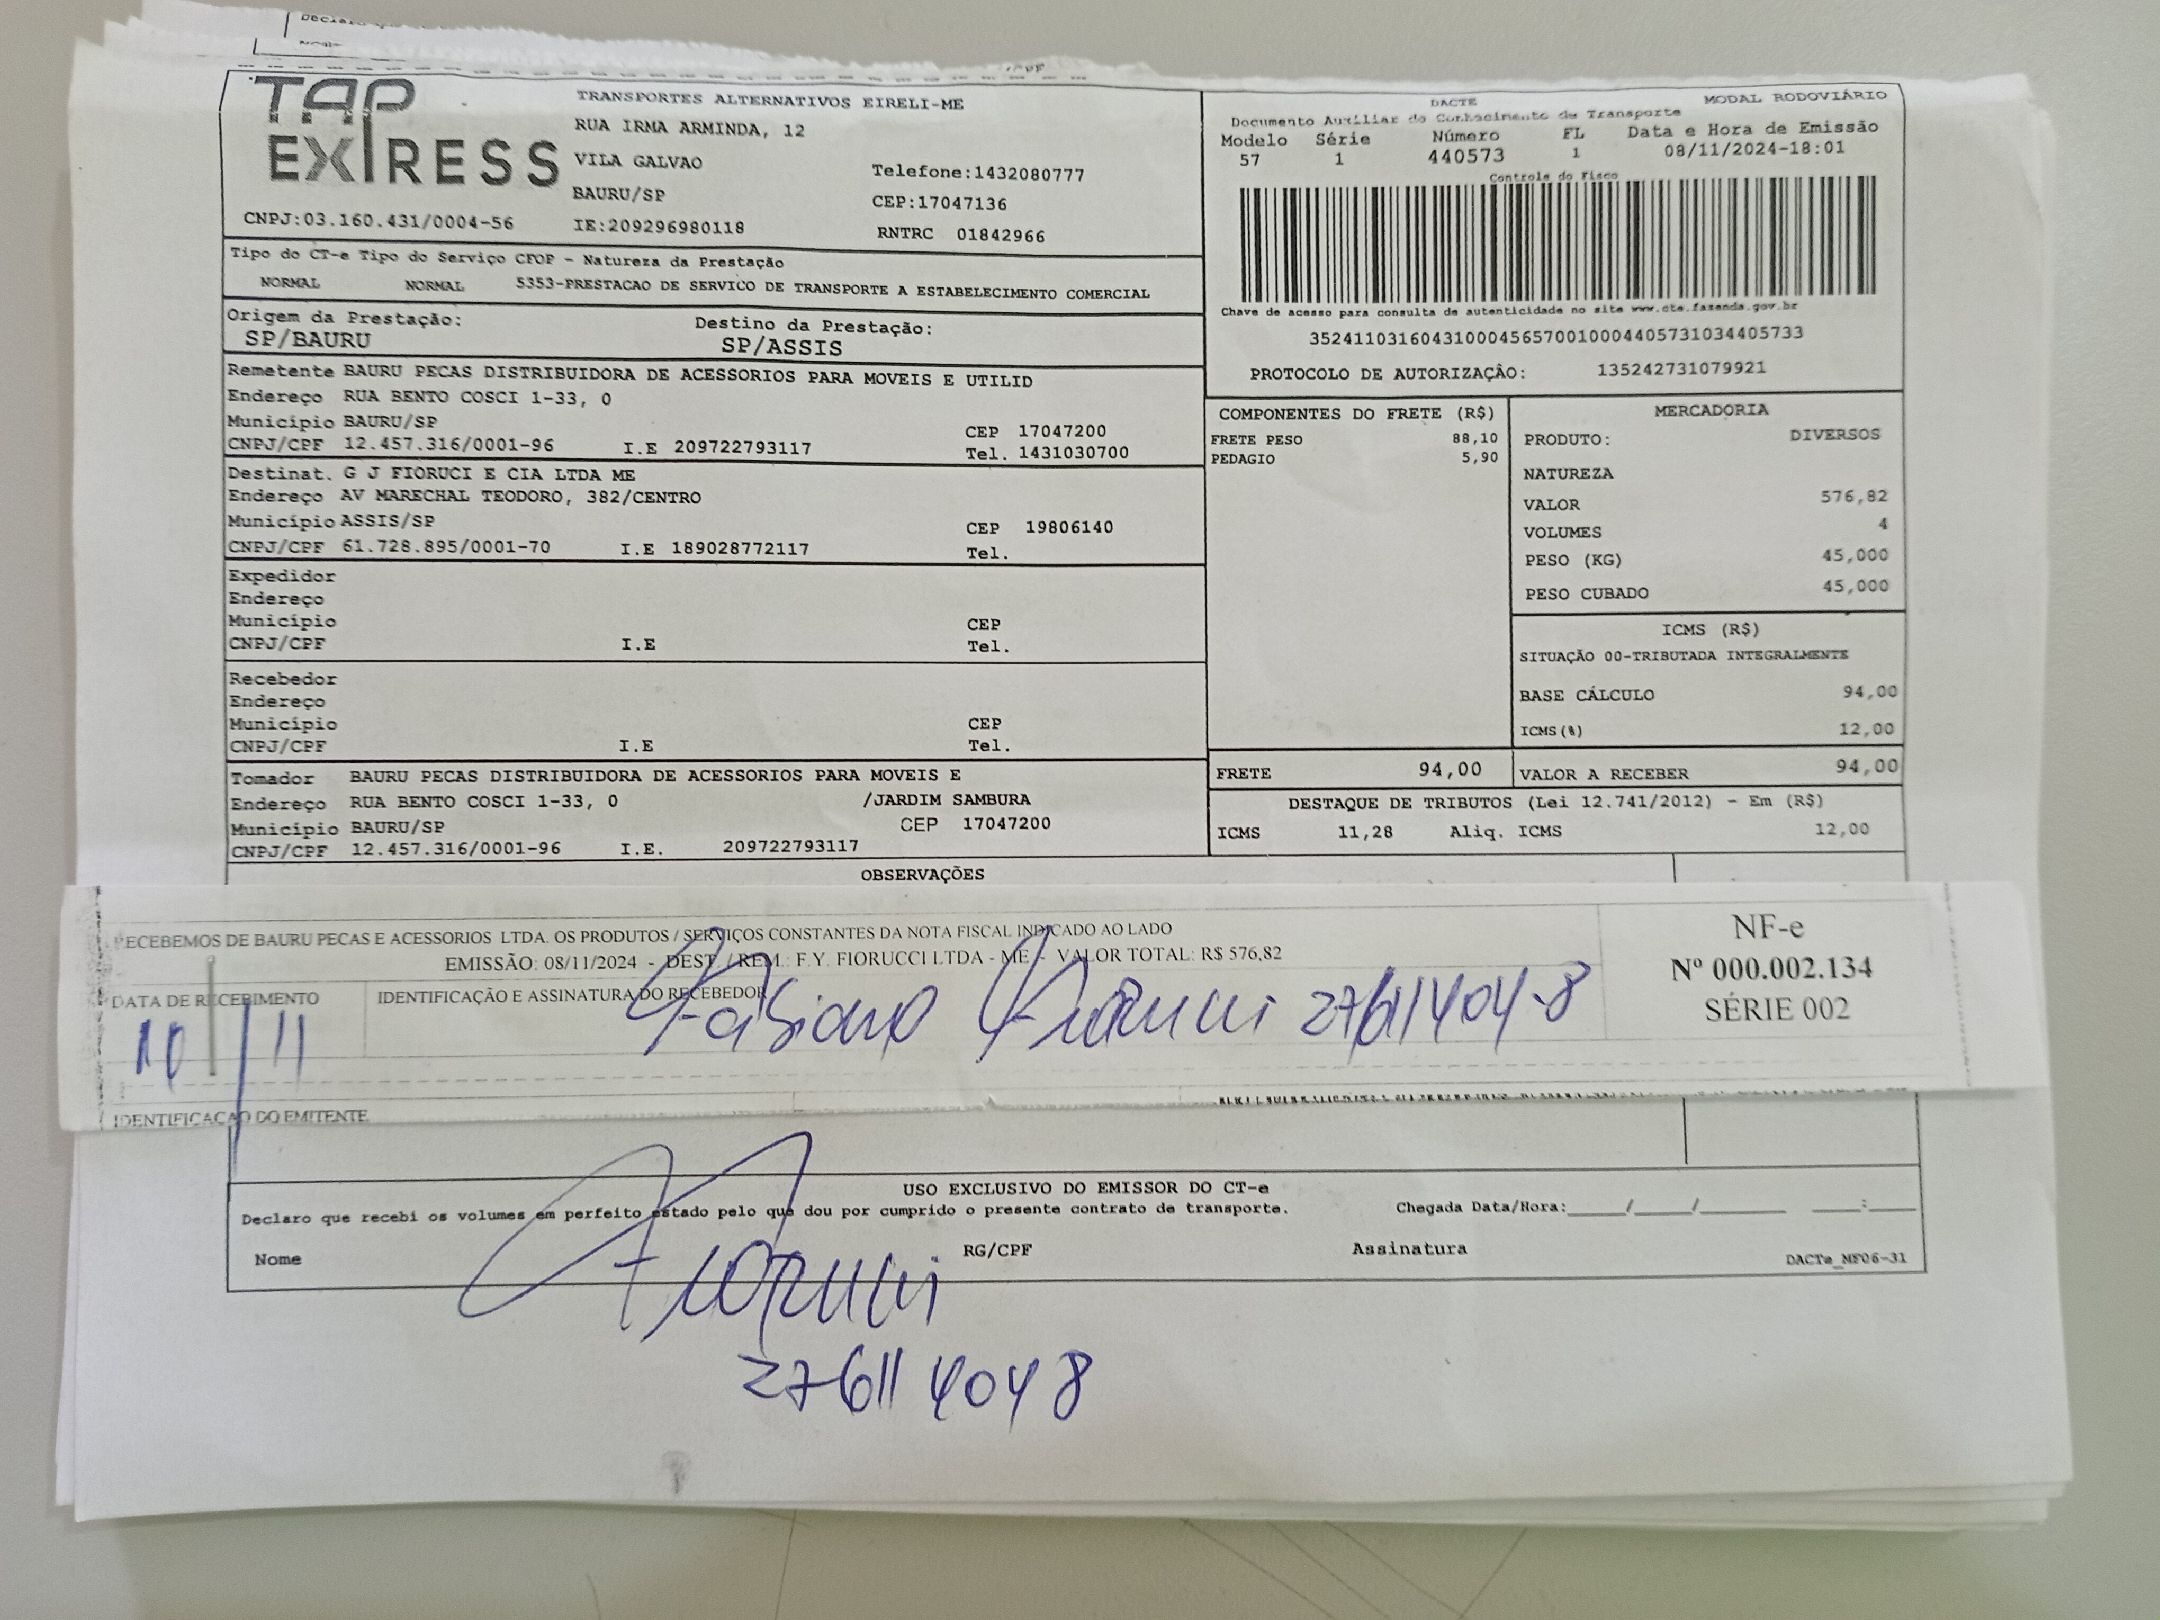 TAP
EXPRESS
TRANSPORTES ALTERNATIVOS EIRELI-ME
RUA IRMA ARMINDA, 12
VILA GALVAO
Telefone:1432080777
BAURU/SP
CEP:17047136
CNPJ:03.160.431/0004-56
IE:209296980118
RNTRC 01842966
DACTE
MODAL RODOVIÁRIO
Documento Auxiliar do Conhecimento de Transporte
Modelo Série Número FL Data e Hora de Emissão
57 1 440573 1 08/11/2024-18:01
Controle do Fisco
Chave de acesso para consulta de autenticidade no site www.cte.fazenda.gov.br
35241103160431000456570010004405731034405733
PROTOCOLO DE AUTORIZAÇÃO: 135242731079921
Tipo do CT-e Tipo do Serviço CFOP - Natureza da Prestação
NORMAL NORMAL 5353-PRESTACAO DE SERVICO DE TRANSPORTE A ESTABELECIMENTO COMERCIAL
Origem da Prestação: Destino da Prestação:
SP/BAURU SP/ASSIS
Remetente BAURU PECAS DISTRIBUIDORA DE ACESSORIOS PARA MOVEIS E UTILID
Endereço RUA BENTO COSCI 1-33, 0
Município BAURU/SP CEP 17047200
CNPJ/CPF 12.457.316/0001-96 I.E 209722793117 Tel. 1431030700
Destinat. G J FIORUCI E CIA LTDA ME
Endereço AV MARECHAL TEODORO, 382/CENTRO
Município ASSIS/SP CEP 19806140
CNPJ/CPF 61.728.895/0001-70 I.E 189028772117 Tel.
Expedidor
Endereço
Município CEP
CNPJ/CPF I.E Tel.
Recebedor
Endereço
Município CEP
CNPJ/CPF I.E Tel.
Tomador BAURU PECAS DISTRIBUIDORA DE ACESSORIOS PARA MOVEIS E
Endereço RUA BENTO COSCI 1-33, 0 /JARDIM SAMBURA
Município BAURU/SP CEP 17047200
CNPJ/CPF 12.457.316/0001-96 I.E. 209722793117
COMPONENTES DO FRETE (R$)
FRETE PESO 88,10
PEDAGIO 5,90
MERCADORIA
PRODUTO: DIVERSOS
NATUREZA
VALOR 576,82
VOLUMES 4
PESO (KG) 45,000
PESO CUBADO 45,000
ICMS (R$)
SITUAÇÃO 00-TRIBUTADA INTEGRALMENTE
BASE CÁLCULO 94,00
ICMS(%) 12,00
FRETE 94,00 VALOR A RECEBER 94,00
DESTAQUE DE TRIBUTOS (Lei 12.741/2012) - Em (R$)
ICMS 11,28 Aliq. ICMS 12,00
OBSERVAÇÕES
RECEBEMOS DE BAURU PECAS E ACESSORIOS LTDA. OS PRODUTOS / SERVIÇOS CONSTANTES DA NOTA FISCAL INDICADO AO LADO
EMISSÃO: 08/11/2024 - DEST. / REM.: F.Y. FIORUCCI LTDA - ME - VALOR TOTAL: R$ 576,82
DATA DE RECEBIMENTO IDENTIFICAÇÃO E ASSINATURA DO RECEBEDOR
10/11 Fabiano Fiorucci 27611404-8
NF-e
Nº 000.002.134
SÉRIE 002
IDENTIFICAÇAO DO EMITENTE
USO EXCLUSIVO DO EMISSOR DO CT-e
Declaro que recebi os volumes em perfeito estado pelo que dou por cumprido o presente contrato de transporte. Chegada Data/Hora:_____/_____/_______ ____:____
Nome RG/CPF Assinatura DACTe_MF06-31
Fiorucci
276114048